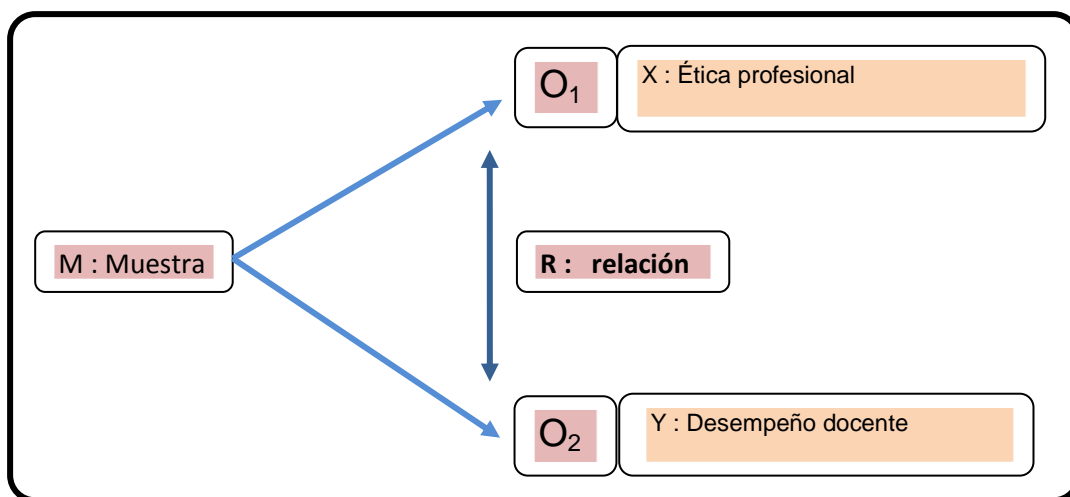 O₁
X : Ética profesional
M : Muestra
R : relación
O₂
Y : Desempeño docente